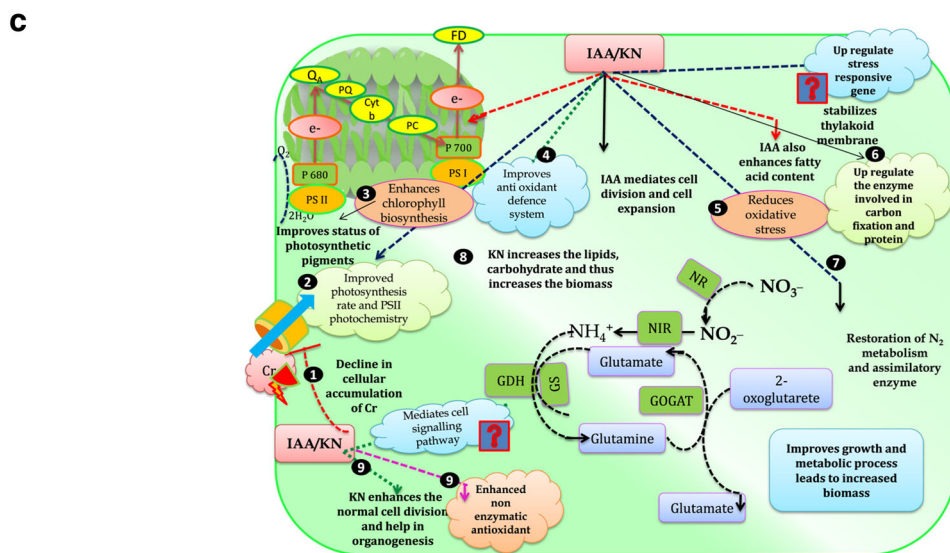 c
FD
IAA/KN
Up regulate
stress
responsive
gene
?
stabilizes
thylakoid
membrane
QA
PQ
Cyt
b
PC
e-
e-
P 700
P 680
PS I
PS II
O2
2H2O
3
Enhances
chlorophyll
biosynthesis
Improves status of
photosynthetic
pigments
4
Improves
anti oxidant
defence
system
IAA mediates cell
division and cell
expansion
IAA also
enhances fatty
acid content
6
Up regulate
the enzyme
involved in
carbon
fixation and
protein
5
Reduces
oxidative
stress
7
Restoration of N2
metabolism
and assimilatory
enzyme
8
KN increases the lipids,
carbohydrate and thus
increases the biomass
2
Improved
photosynthesis
rate and PSII
photochemistry
Cr
1
Decline in
cellular
accumulation
of Cr
NR
NO3–
NH4+
NIR
NO2–
Glutamate
GDH
GS
GOGAT
2-
oxoglutarete
Glutamine
Glutamate
Mediates cell
signalling
pathway
?
IAA/KN
9
KN enhances the
normal cell division
and help in
organogenesis
9
Enhanced
non
enzymatic
antioxidant
Improves growth and
metabolic process
leads to increased
biomass